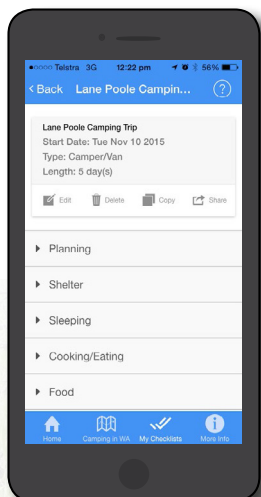 Telstra 3G 12:22 pm 56%
Back Lane Poole Campin... ?
Lane Poole Camping Trip
Start Date: Tue Nov 10 2015
Type: Camper/Van
Length: 5 day(s)
Edit Delete Copy Share
Planning
Shelter
Sleeping
Cooking/Eating
Food
Home Camping in WA My Checklists More Info